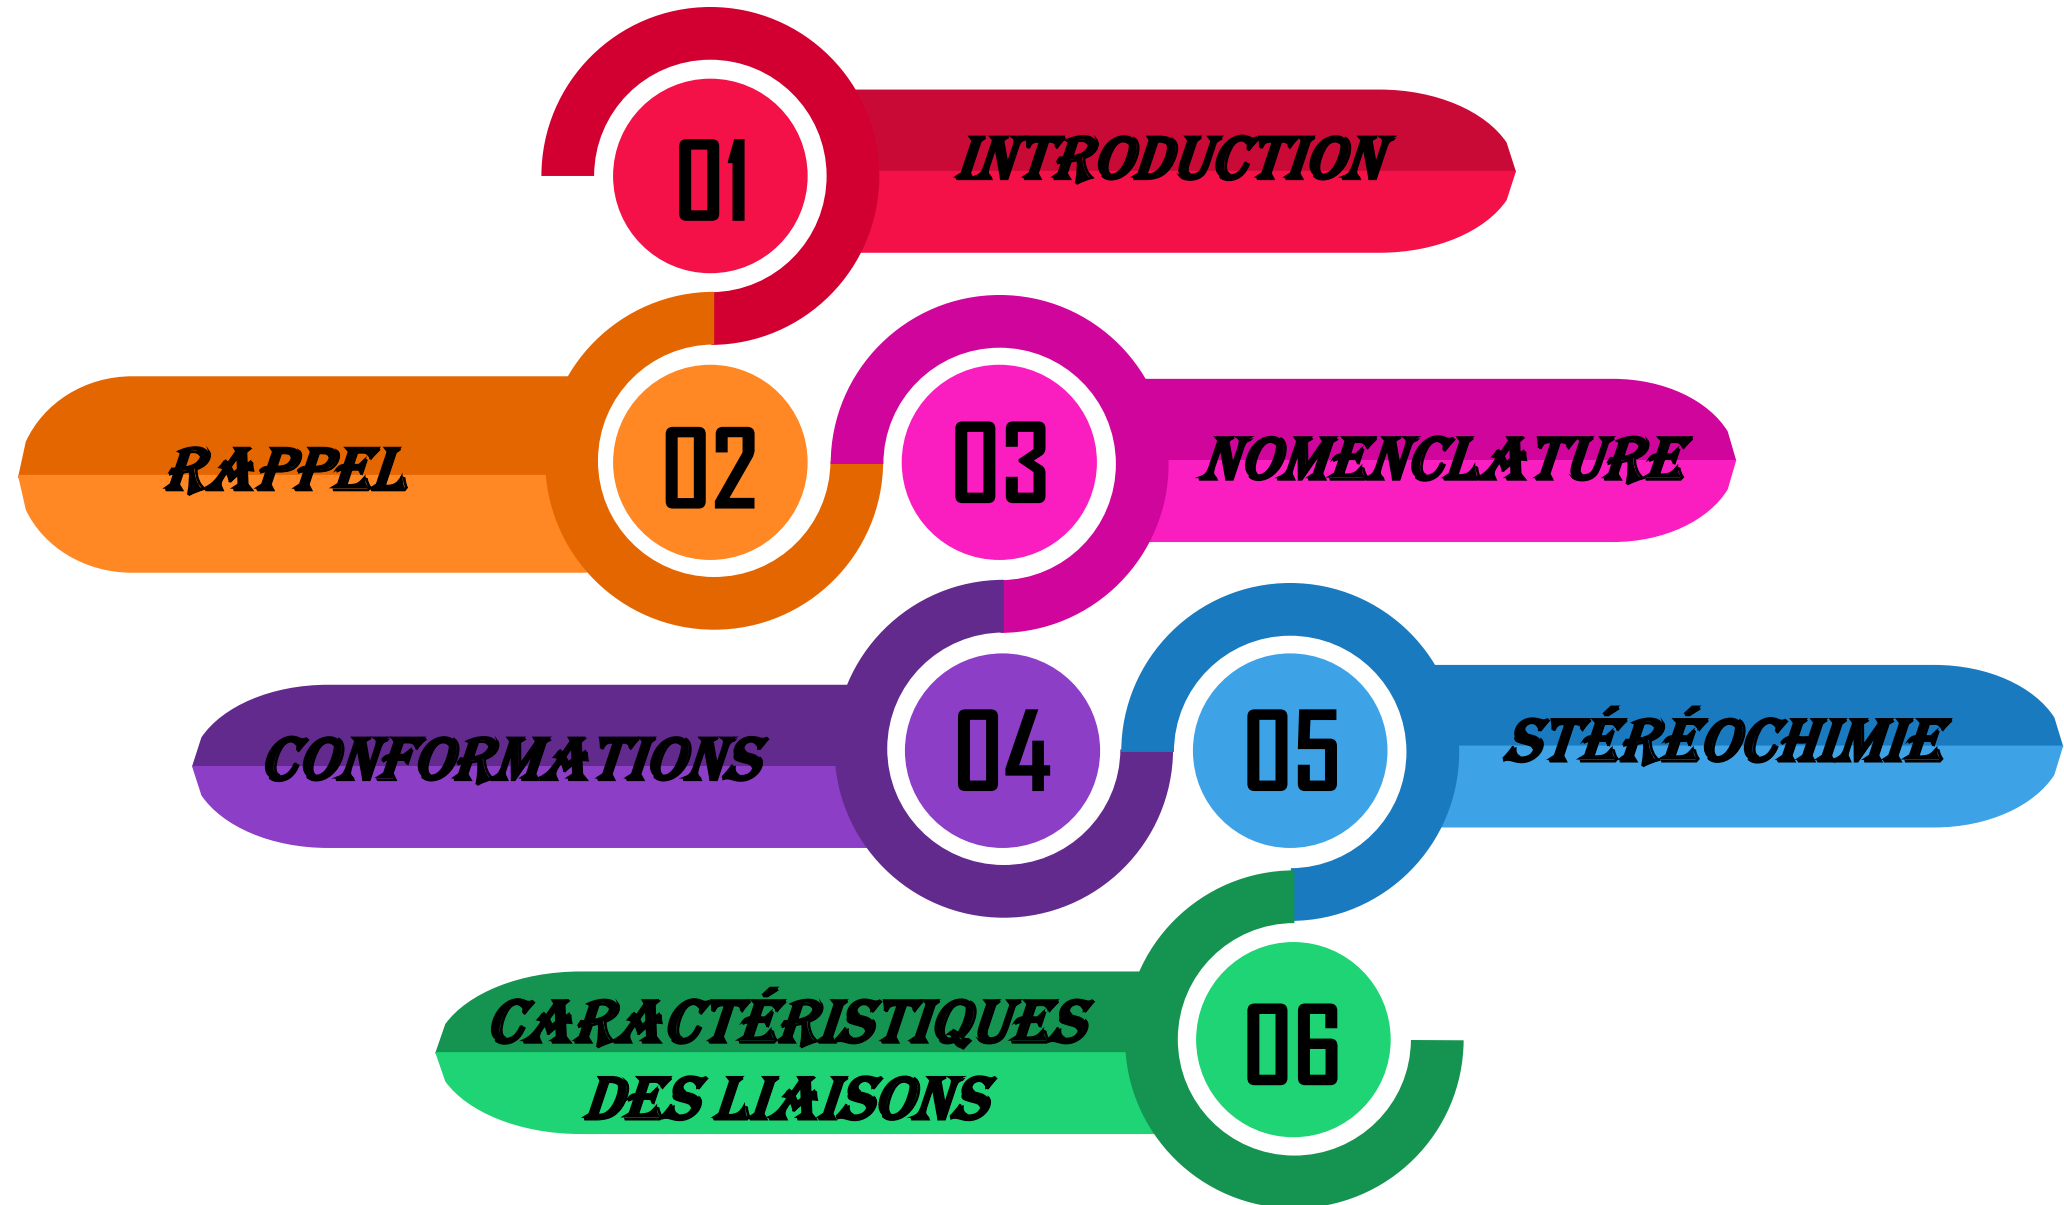 01
INTRODUCTION
02
RAPPEL
03
NOMENCLATURE
04
CONFORMATIONS
05
STÉRÉOCHIMIE
06
CARACTÉRISTIQUES
DES LIAISONS